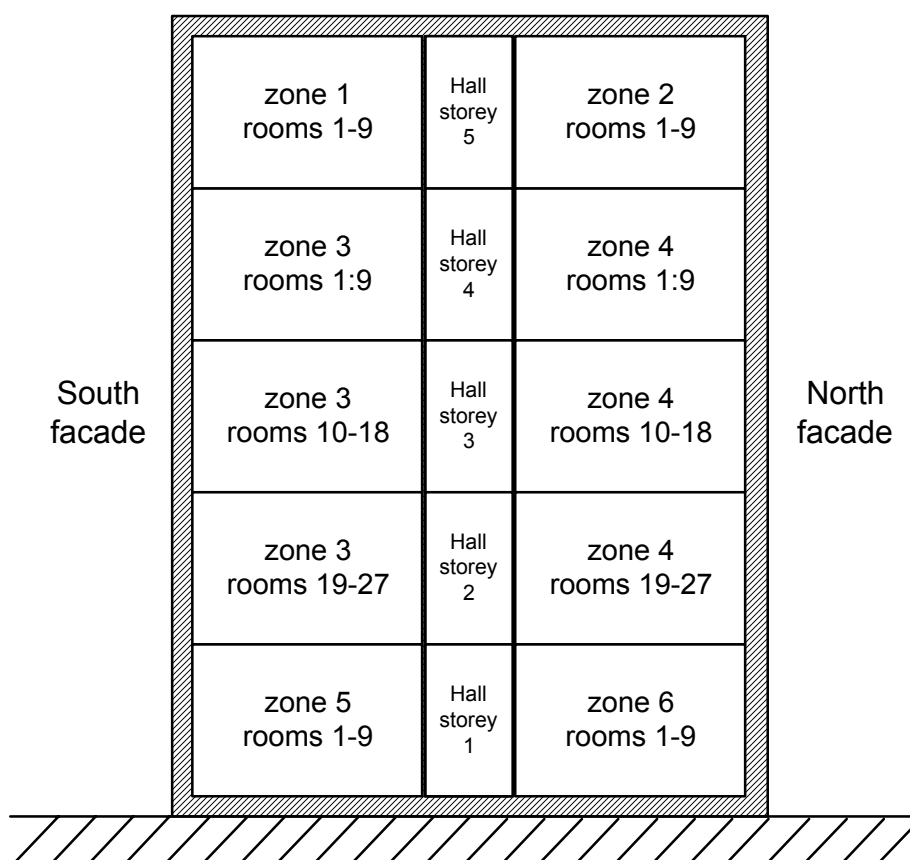 zone 1
rooms 1-9
Hall
storey
5
zone 2
rooms 1-9
zone 3
rooms 1:9
Hall
storey
4
zone 4
rooms 1:9
South
facade
zone 3
rooms 10-18
Hall
storey
3
zone 4
rooms 10-18
North
facade
zone 3
rooms 19-27
Hall
storey
2
zone 4
rooms 19-27
zone 5
rooms 1-9
Hall
storey
1
zone 6
rooms 1-9